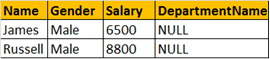 Name Gender Salary DepartmentName
James Male 6500 NULL
Russell Male 8800 NULL